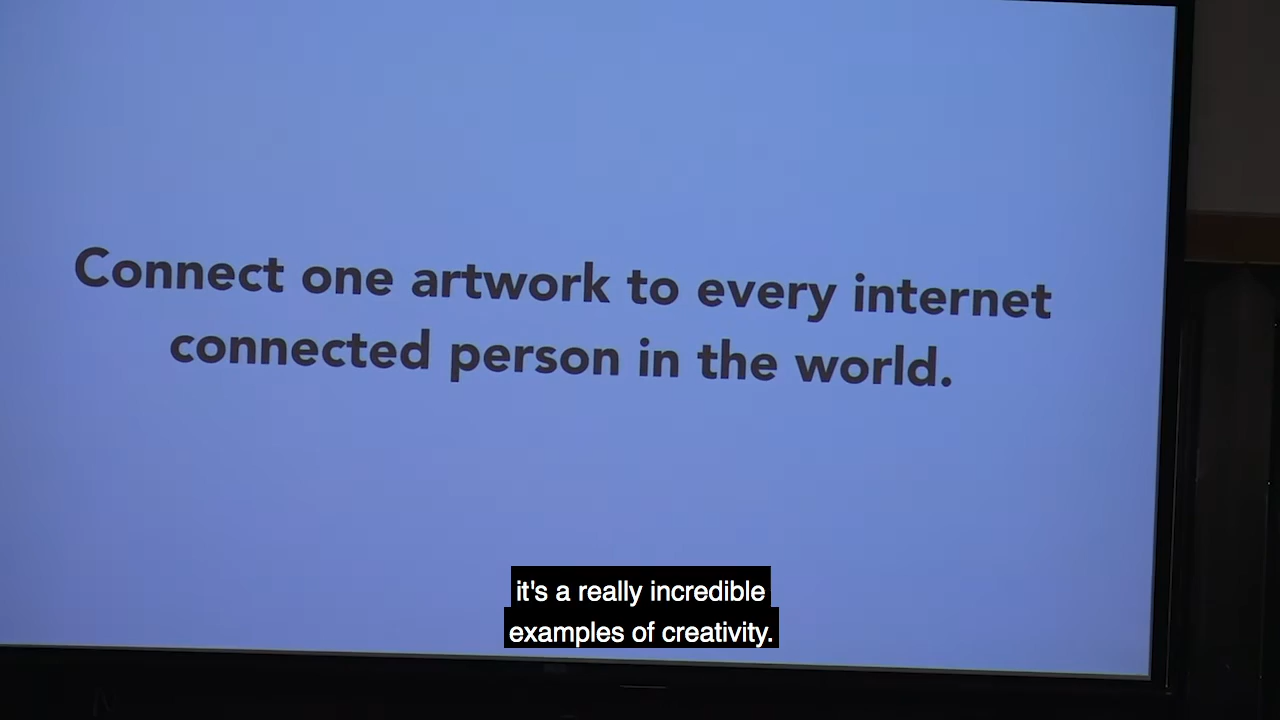 Connect one artwork to every internet
connected person in the world.
it's a really incredible
examples of creativity.